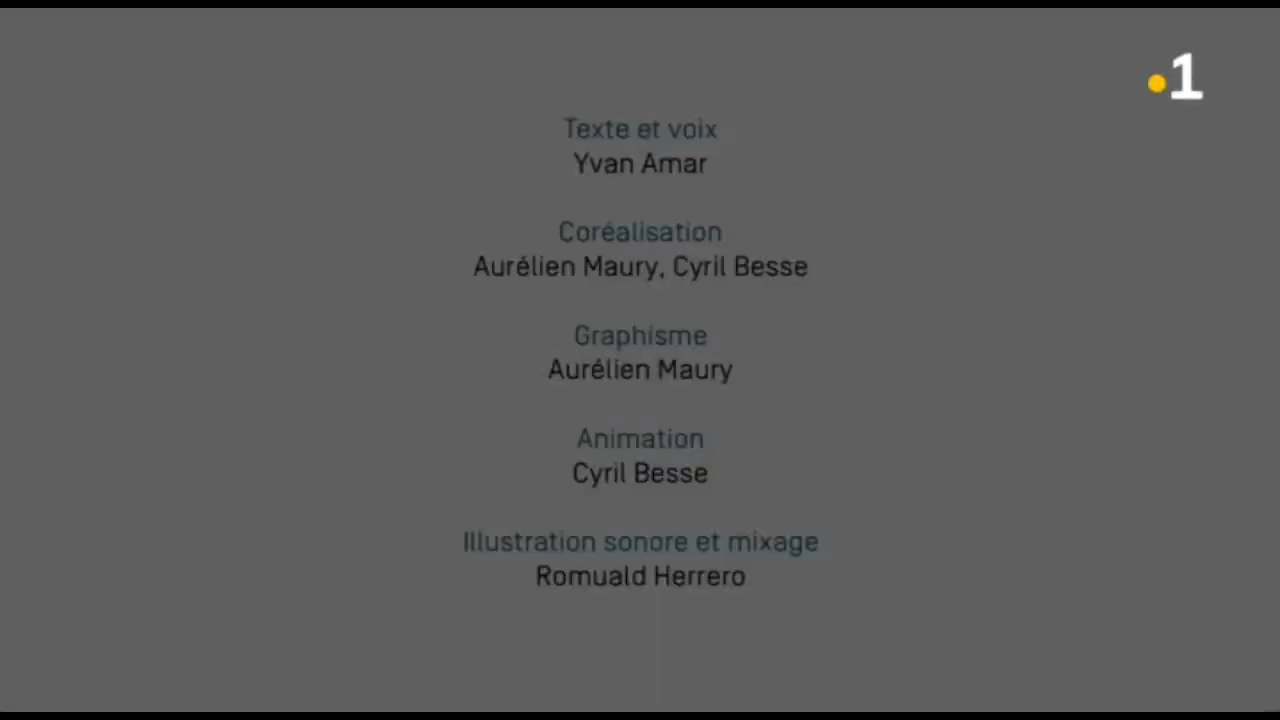 1
Texte et voix
Yvan Amar
Coréalisation
Aurélien Maury, Cyril Besse
Graphisme
Aurélien Maury
Animation
Cyril Besse
Illustration sonore et mixage
Romuald Herrero